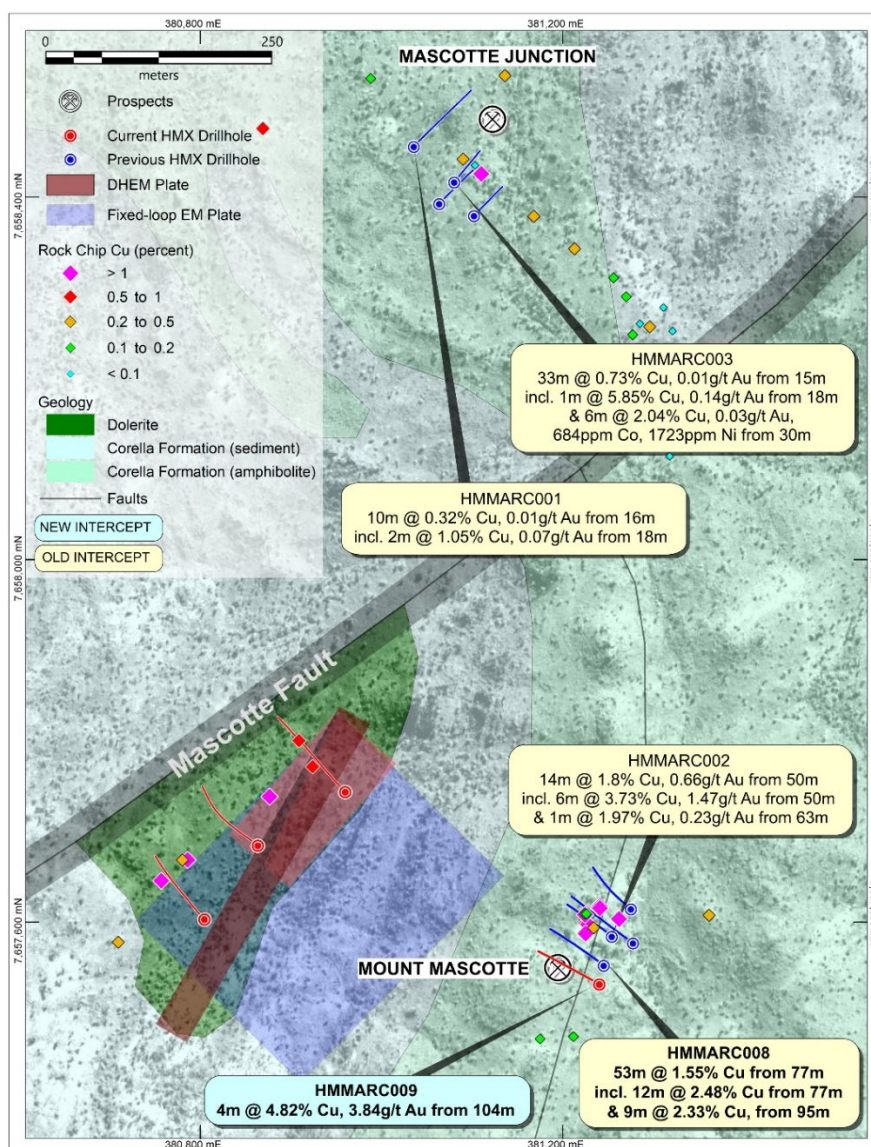 380,800 mE
381,200 mE
0
250
meters
Prospects
Current HMX Drillhole
Previous HMX Drillhole
DHEM Plate
Fixed-loop EM Plate
Rock Chip Cu (percent)
> 1
0.5 to 1
0.2 to 0.5
0.1 to 0.2
< 0.1
Geology
Dolerite
Corella Formation (sediment)
Corella Formation (amphibolite)
Faults
NEW INTERCEPT
OLD INTERCEPT
MASCOTTE JUNCTION
7,658,400 mN
HMMARC003
33m @ 0.73% Cu, 0.01g/t Au from 15m
incl. 1m @ 5.85% Cu, 0.14g/t Au from 18m
& 6m @ 2.04% Cu, 0.03g/t Au,
684ppm Co, 1723ppm Ni from 30m
HMMARC001
10m @ 0.32% Cu, 0.01g/t Au from 16m
incl. 2m @ 1.05% Cu, 0.07g/t Au from 18m
7,658,000 mN
Mascotte Fault
HMMARC002
14m @ 1.8% Cu, 0.66g/t Au from 50m
incl. 6m @ 3.73% Cu, 1.47g/t Au from 50m
& 1m @ 1.97% Cu, 0.23g/t Au from 63m
7,657,600 mN
MOUNT MASCOTTE
HMMARC008
53m @ 1.55% Cu from 77m
incl. 12m @ 2.48% Cu from 77m
& 9m @ 2.33% Cu, from 95m
HMMARC009
4m @ 4.82% Cu, 3.84g/t Au from 104m
380,800 mE
381,200 mE